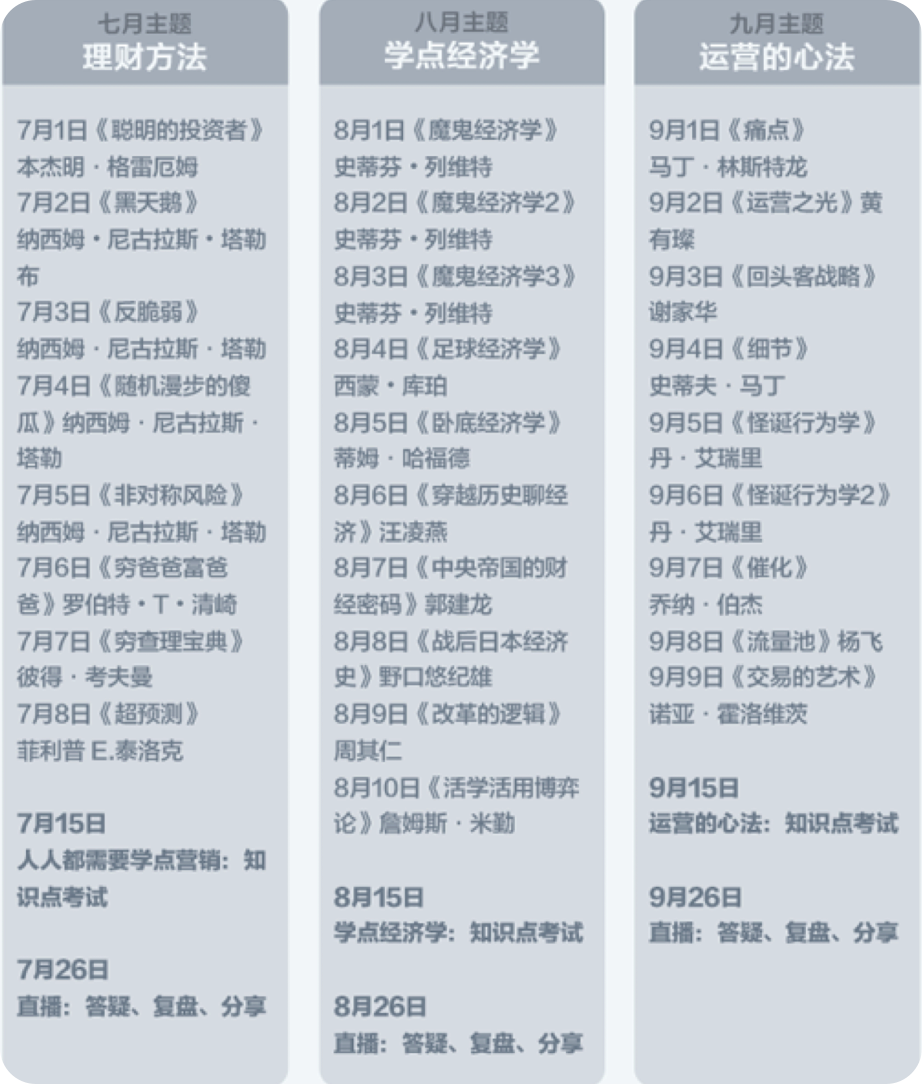 七月主题
理财方法
7月1日《聪明的投资者》
本杰明·格雷厄姆
7月2日《黑天鹅》
纳西姆·尼古拉斯·塔勒
布
7月3日《反脆弱》
纳西姆·尼古拉斯·塔勒
7月4日《随机漫步的傻
瓜》纳西姆·尼古拉斯·
塔勒
7月5日《非对称风险》
纳西姆·尼古拉斯·塔勒
7月6日《穷爸爸富爸
爸》罗伯特·T·清崎
7月7日《穷查理宝典》
彼得·考夫曼
7月8日《超预测》
菲利普 E.泰洛克
7月15日
人人都需要学点营销：知
识点考试
7月26日
直播：答疑、复盘、分享
八月主题
学点经济学
8月1日《魔鬼经济学》
史蒂芬·列维特
8月2日《魔鬼经济学2》
史蒂芬·列维特
8月3日《魔鬼经济学3》
史蒂芬·列维特
8月4日《足球经济学》
西蒙·库珀
8月5日《卧底经济学》
蒂姆·哈福德
8月6日《穿越历史聊经
济》汪凌燕
8月7日《中央帝国的财
经密码》郭建龙
8月8日《战后日本经济
史》野口悠纪雄
8月9日《改革的逻辑》
周其仁
8月10日《活学活用博弈
论》詹姆斯·米勒
8月15日
学点经济学：知识点考试
8月26日
直播：答疑、复盘、分享
九月主题
运营的心法
9月1日《痛点》
马丁·林斯特龙
9月2日《运营之光》黄
有璨
9月3日《回头客战略》
谢家华
9月4日《细节》
史蒂夫·马丁
9月5日《怪诞行为学》
丹·艾瑞里
9月6日《怪诞行为学2》
丹·艾瑞里
9月7日《催化》
乔纳·伯杰
9月8日《流量池》杨飞
9月9日《交易的艺术》
诺亚·霍洛维茨
9月15日
运营的心法：知识点考试
9月26日
直播：答疑、复盘、分享